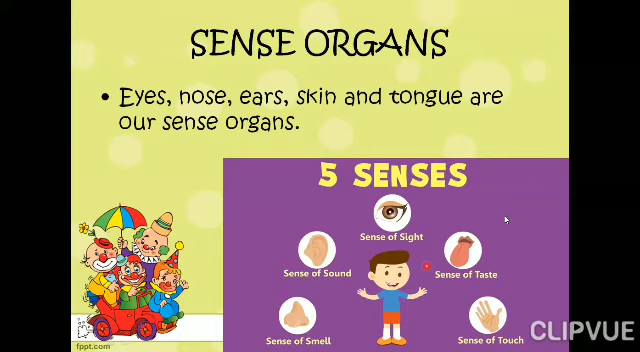 SENSE ORGANS
• Eyes, nose, ears, skin and tongue are
our sense organs.
5 SENSES
Sense of Sight
Sense of Sound
Sense of Taste
Sense of Smell
Sense of Touch
CLIPVUE
fppt.com